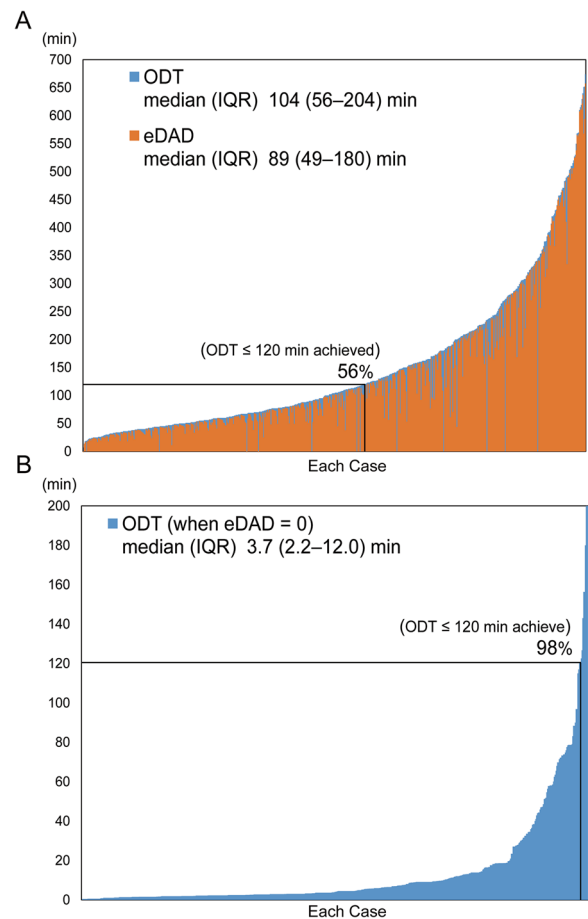 A
(min)
700
650
600
550
500
450
400
350
300
250
200
150
100
50
0
ODT
median (IQR) 104 (56–204) min
eDAD
median (IQR) 89 (49–180) min
(ODT ≤ 120 min achieved)
56%
Each Case
B
(min)
200
180
160
140
120
100
80
60
40
20
0
ODT (when eDAD = 0)
median (IQR) 3.7 (2.2–12.0) min
(ODT ≤ 120 min achieve)
98%
Each Case